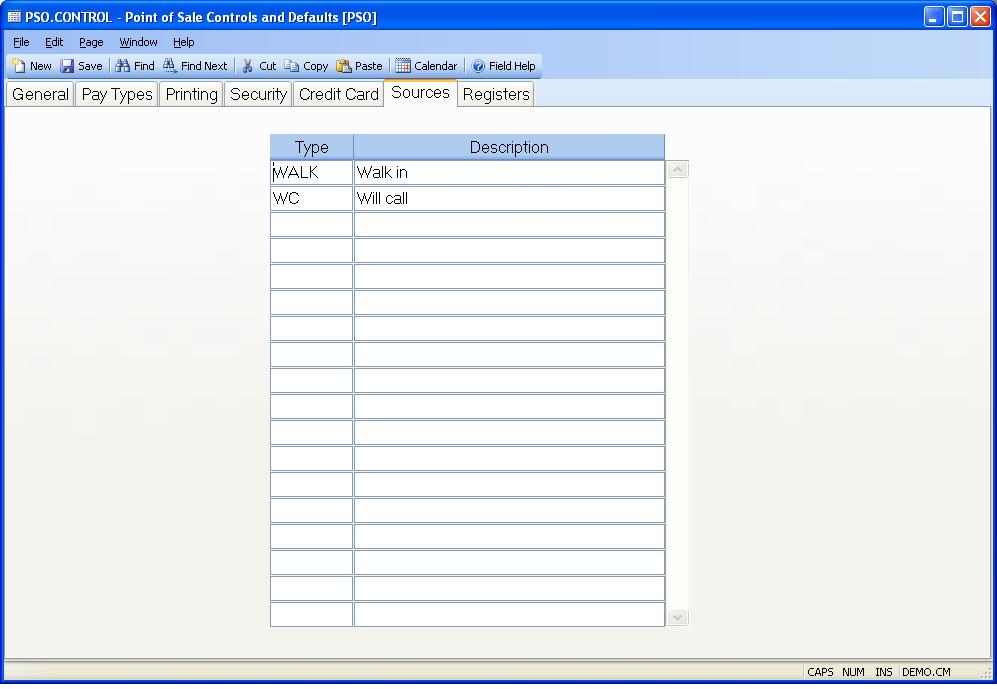 PSO.CONTROL - Point of Sale Controls and Defaults [PSO]
File Edit Page Window Help
New Save Find Find Next Cut Copy Paste Calendar Field Help
General Pay Types Printing Security Credit Card Sources Registers
Type Description
WALK Walk in
WC Will call
CAPS NUM INS DEMO.CM